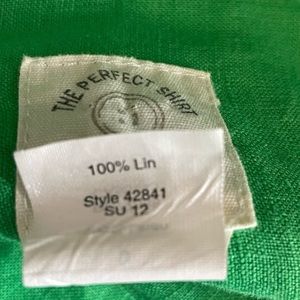 THE PERFECT SHIRT
100% Lin
Style 42841
SU 12